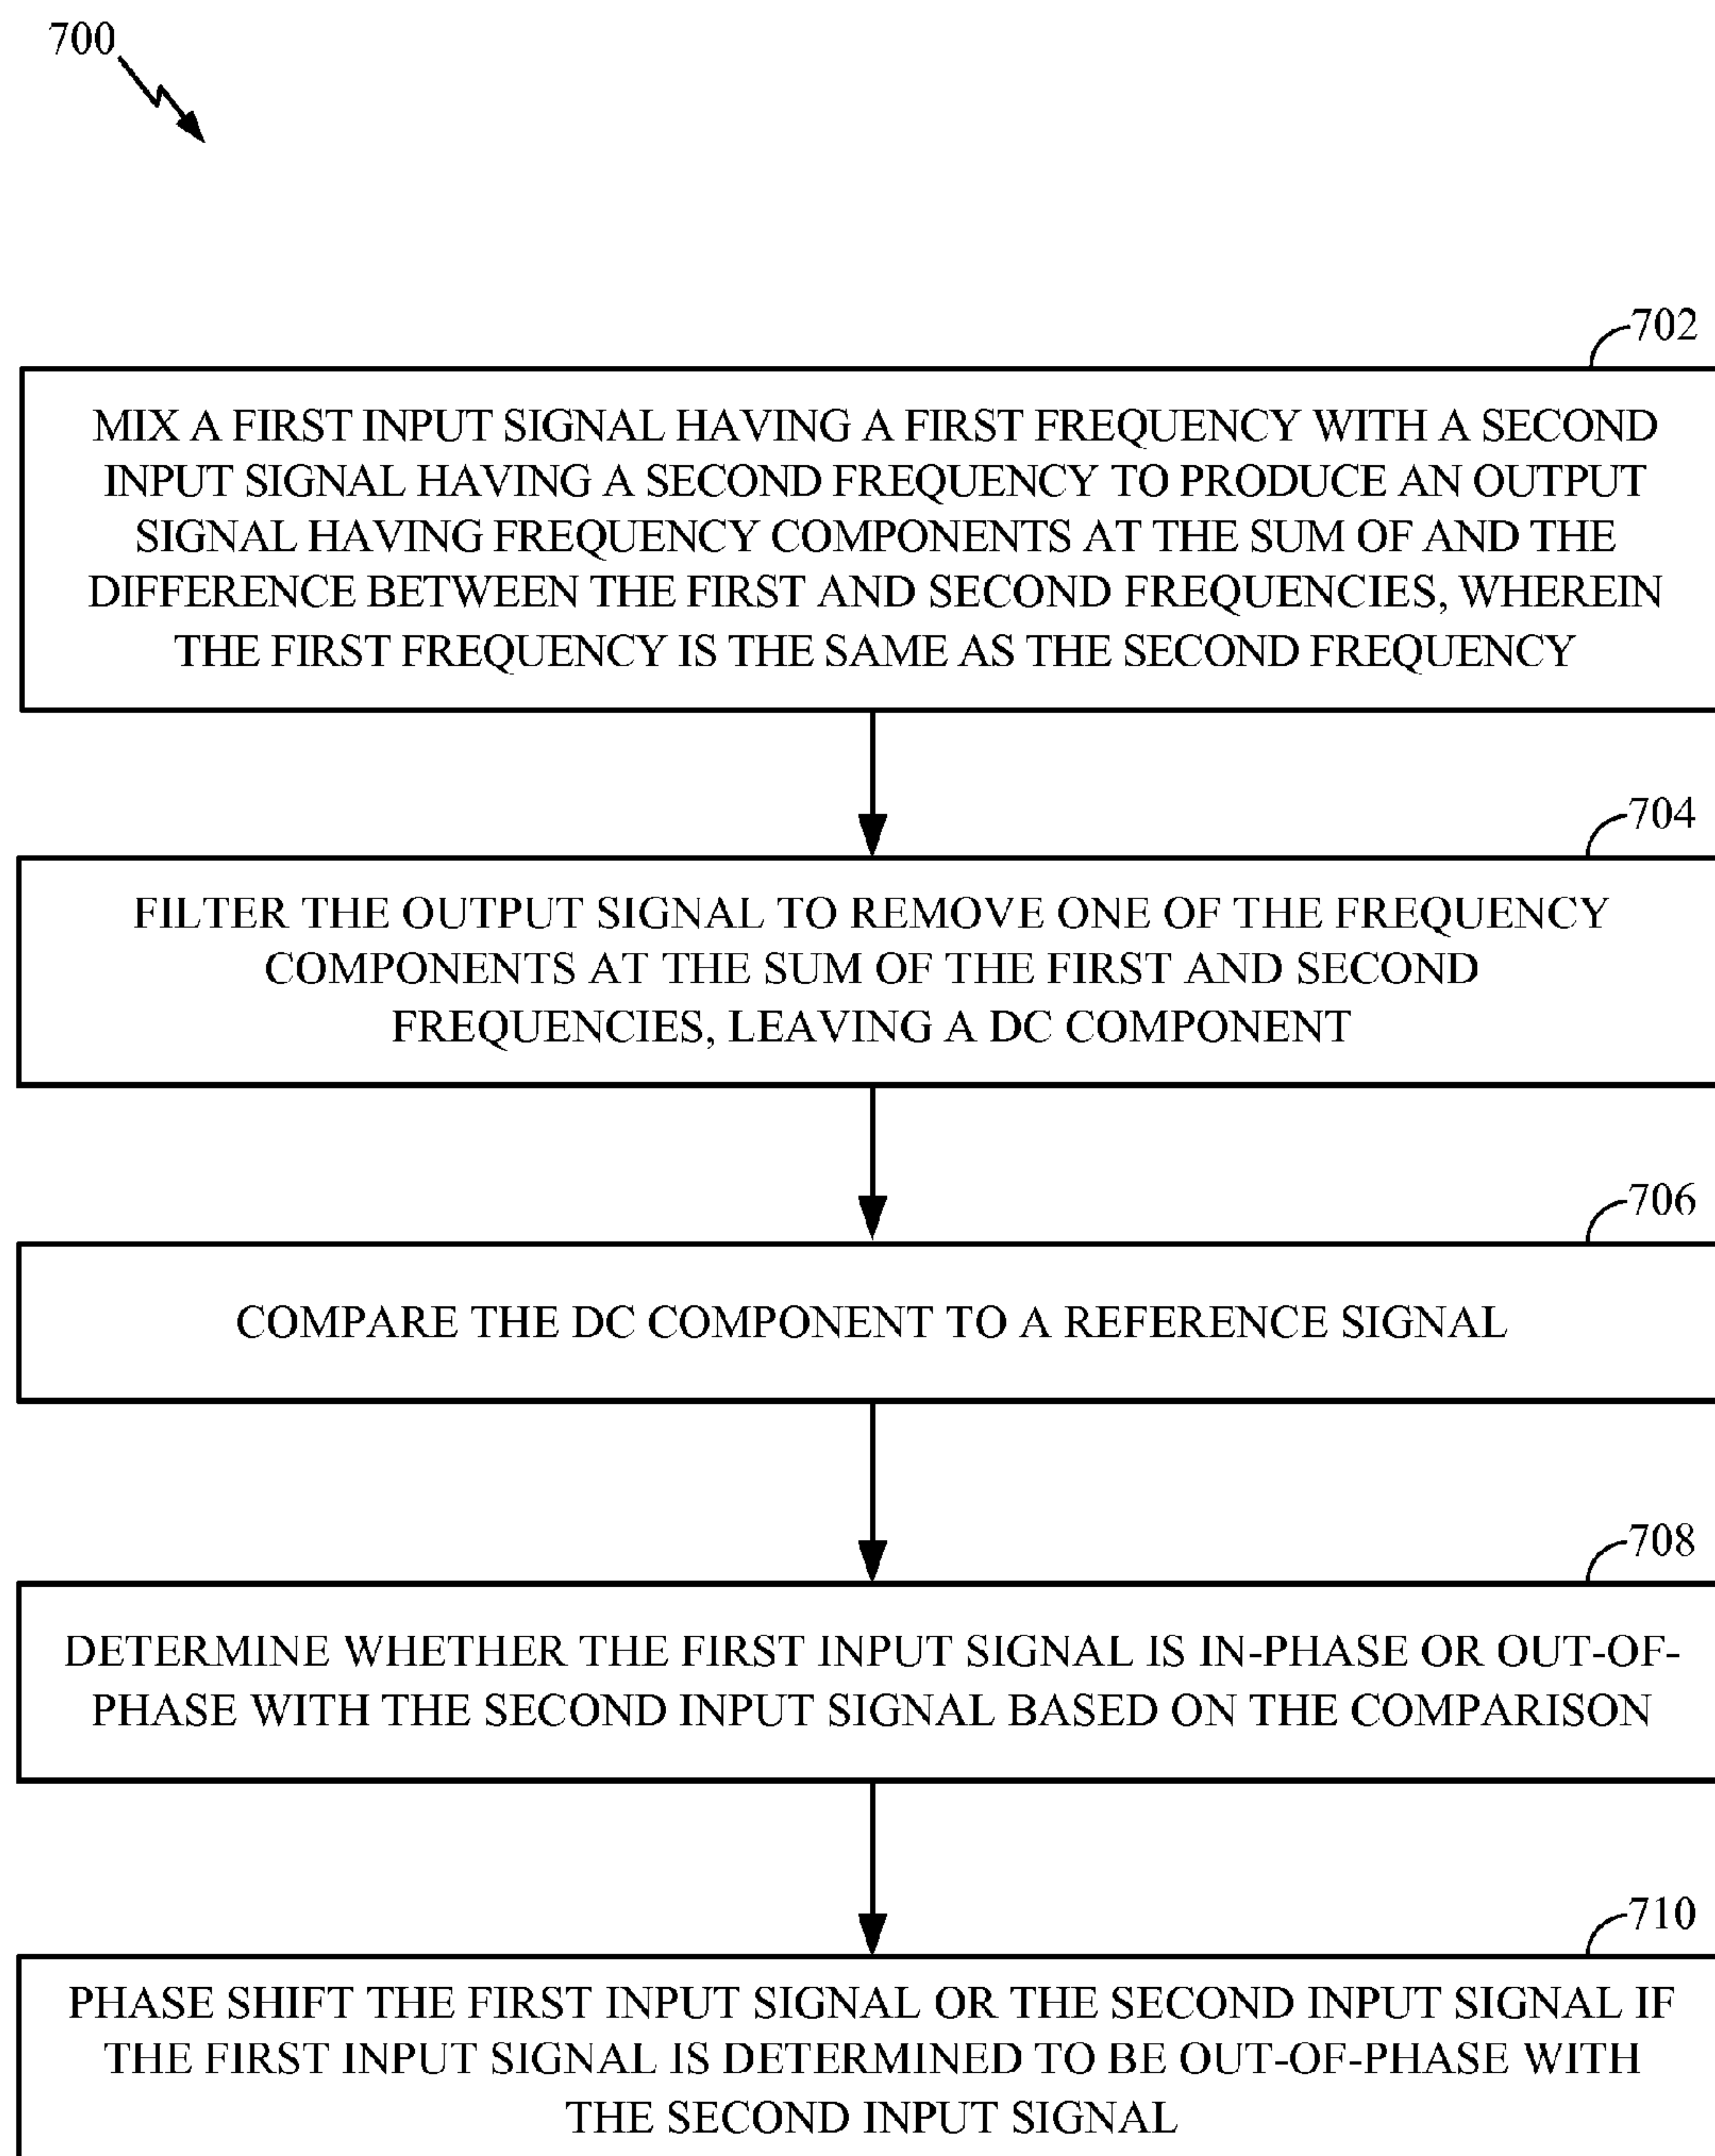 700
702
MIX A FIRST INPUT SIGNAL HAVING A FIRST FREQUENCY WITH A SECOND
INPUT SIGNAL HAVING A SECOND FREQUENCY TO PRODUCE AN OUTPUT
SIGNAL HAVING FREQUENCY COMPONENTS AT THE SUM OF AND THE
DIFFERENCE BETWEEN THE FIRST AND SECOND FREQUENCIES, WHEREIN
THE FIRST FREQUENCY IS THE SAME AS THE SECOND FREQUENCY
704
FILTER THE OUTPUT SIGNAL TO REMOVE ONE OF THE FREQUENCY
COMPONENTS AT THE SUM OF THE FIRST AND SECOND
FREQUENCIES, LEAVING A DC COMPONENT
706
COMPARE THE DC COMPONENT TO A REFERENCE SIGNAL
708
DETERMINE WHETHER THE FIRST INPUT SIGNAL IS IN-PHASE OR OUT-OF-
PHASE WITH THE SECOND INPUT SIGNAL BASED ON THE COMPARISON
710
PHASE SHIFT THE FIRST INPUT SIGNAL OR THE SECOND INPUT SIGNAL IF
THE FIRST INPUT SIGNAL IS DETERMINED TO BE OUT-OF-PHASE WITH
THE SECOND INPUT SIGNAL